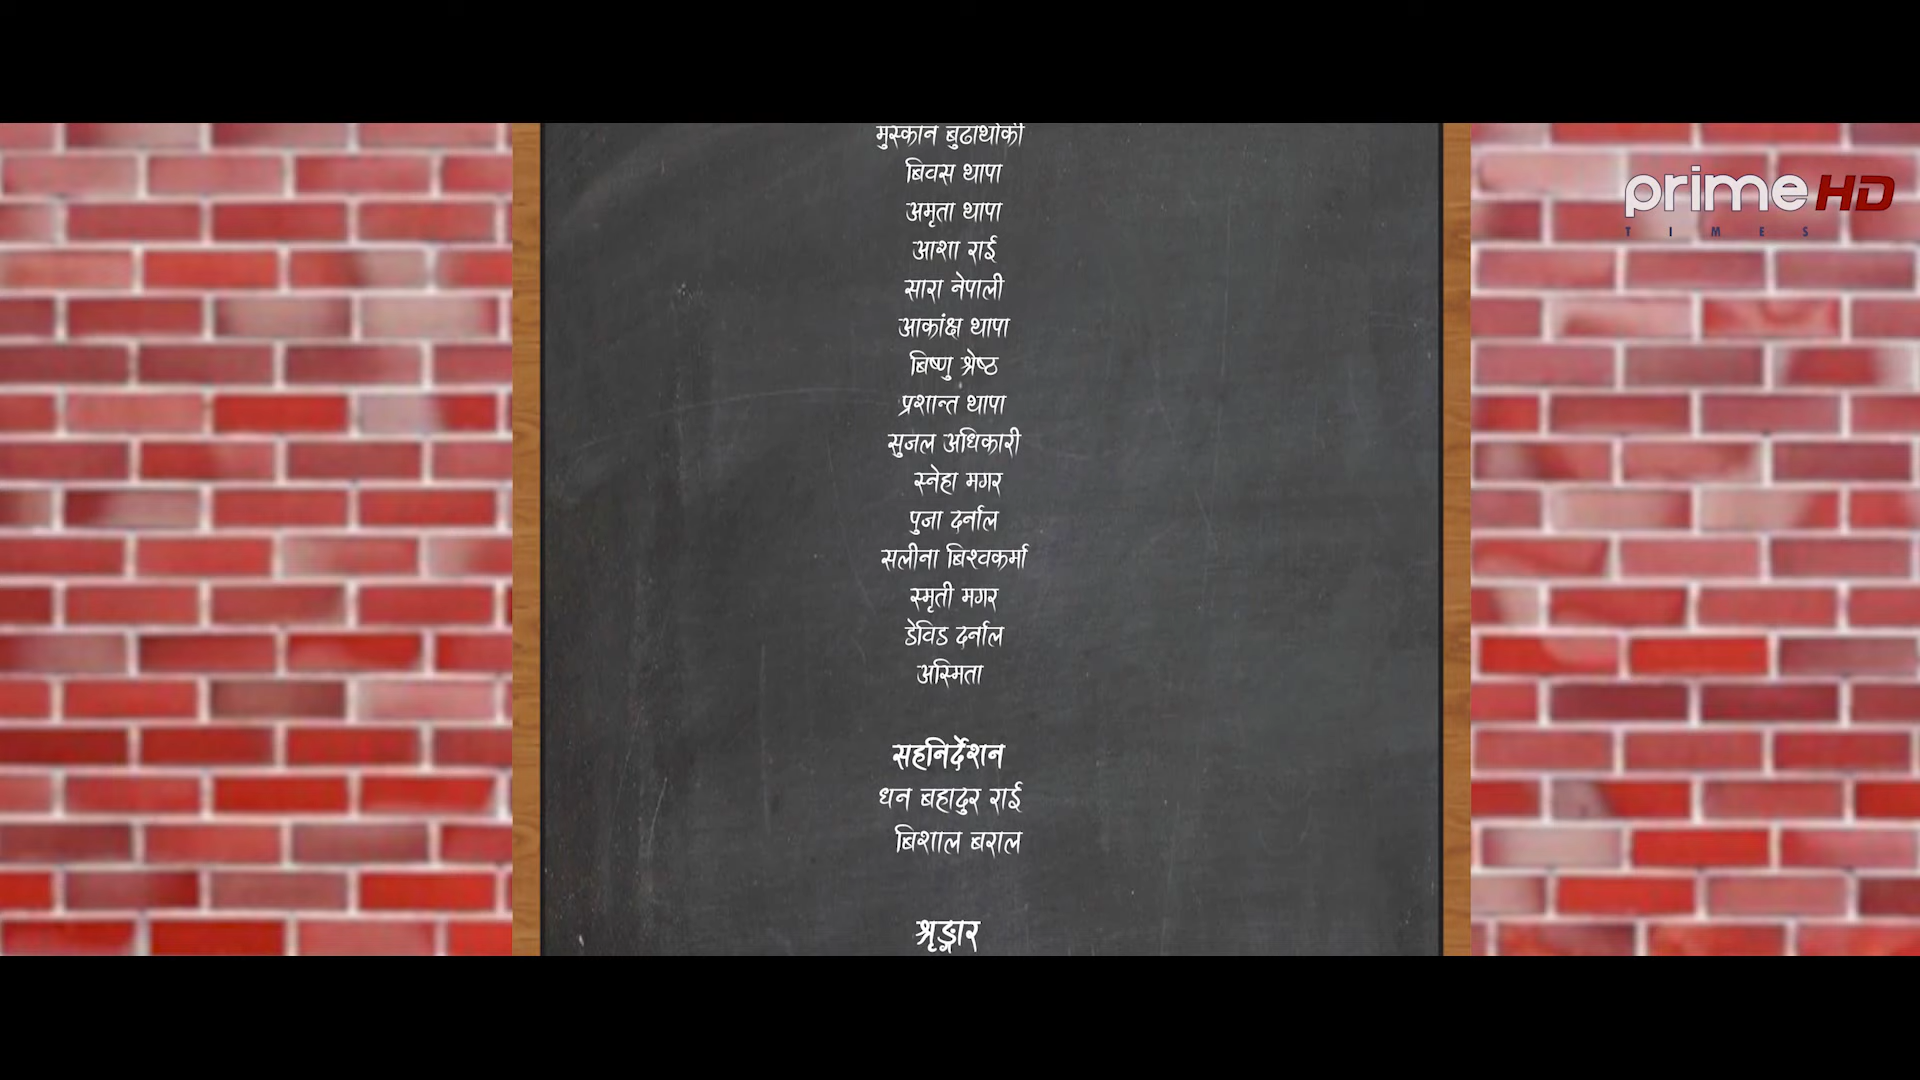 मुस्कान बुढाथोकी
बिवस थापा
अमृता थापा
आशा राई
सारा नेपाली
आकांक्ष थापा
बिष्णु श्रेष्ठ
प्रशान्त थापा
सुजल अधिकारी
स्नेहा मगर
पुजा दर्नाल
सलीना बिश्वकर्मा
स्मृती मगर
डेविड दर्नाल
अस्मिता
सहनिर्देशन
धन बहादुर राई
बिशाल बराल
श्रृङ्गार
prime HD
TIMES